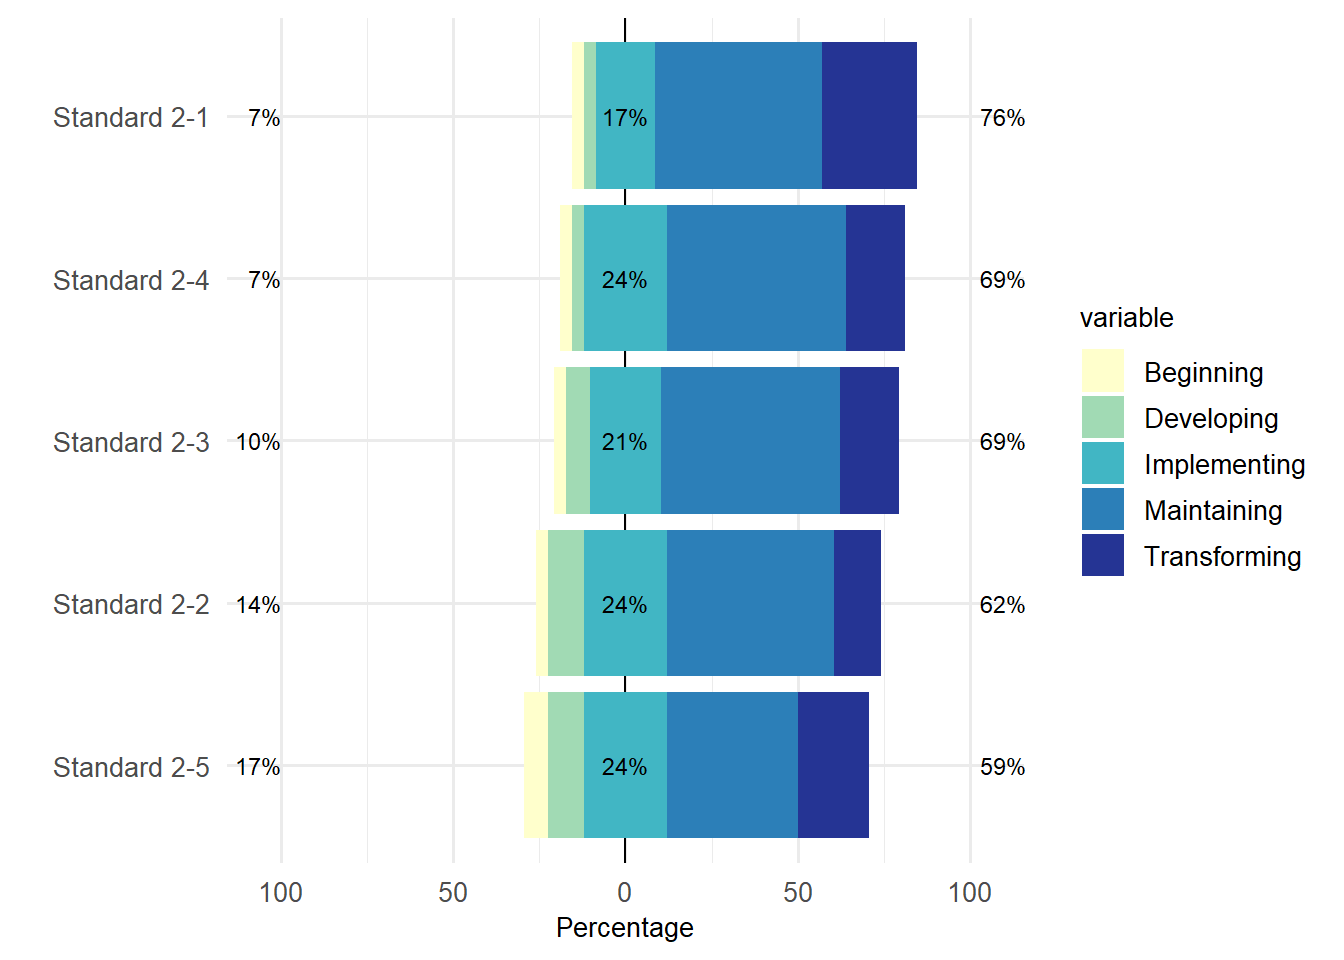 Standard 2-1 7% 17% 76%
Standard 2-4 7% 24% 69%
Standard 2-3 10% 21% 69%
Standard 2-2 14% 24% 62%
Standard 2-5 17% 24% 59%
100 50 0 50 100
Percentage
variable
Beginning
Developing
Implementing
Maintaining
Transforming